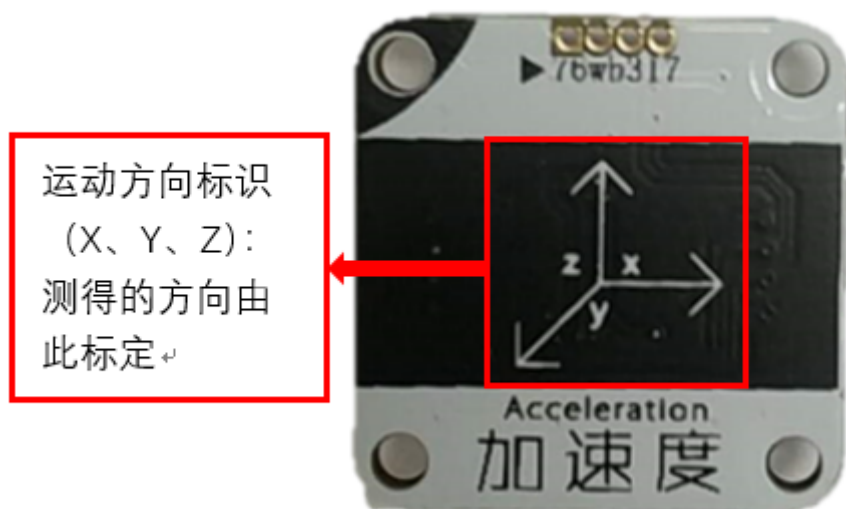 运动方向标识
（X、Y、Z）：
测得的方向由
此标定
▶76wb317
z x
y
Acceleration
加速度